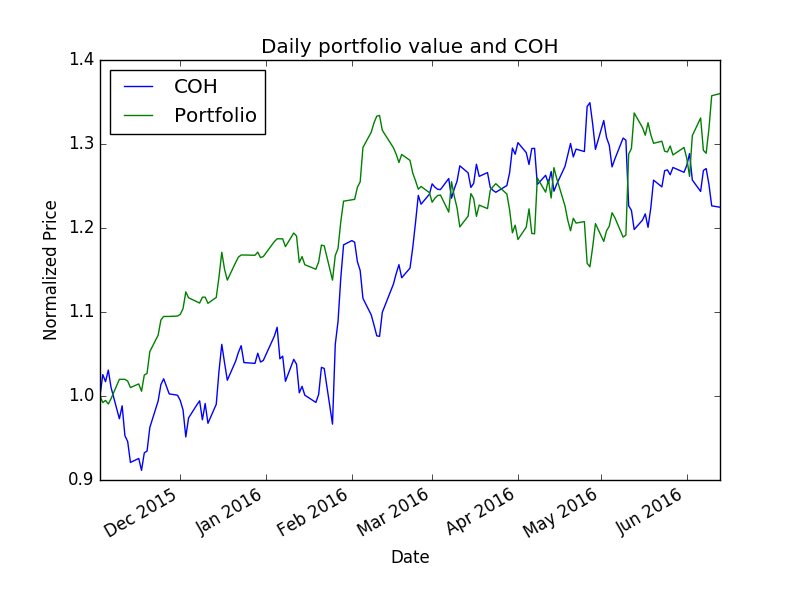 Daily portfolio value and COH
COH
Portfolio
Normalized Price
1.4
1.3
1.2
1.1
1.0
0.9
Dec 2015
Jan 2016
Feb 2016
Mar 2016
Apr 2016
May 2016
Jun 2016
Date